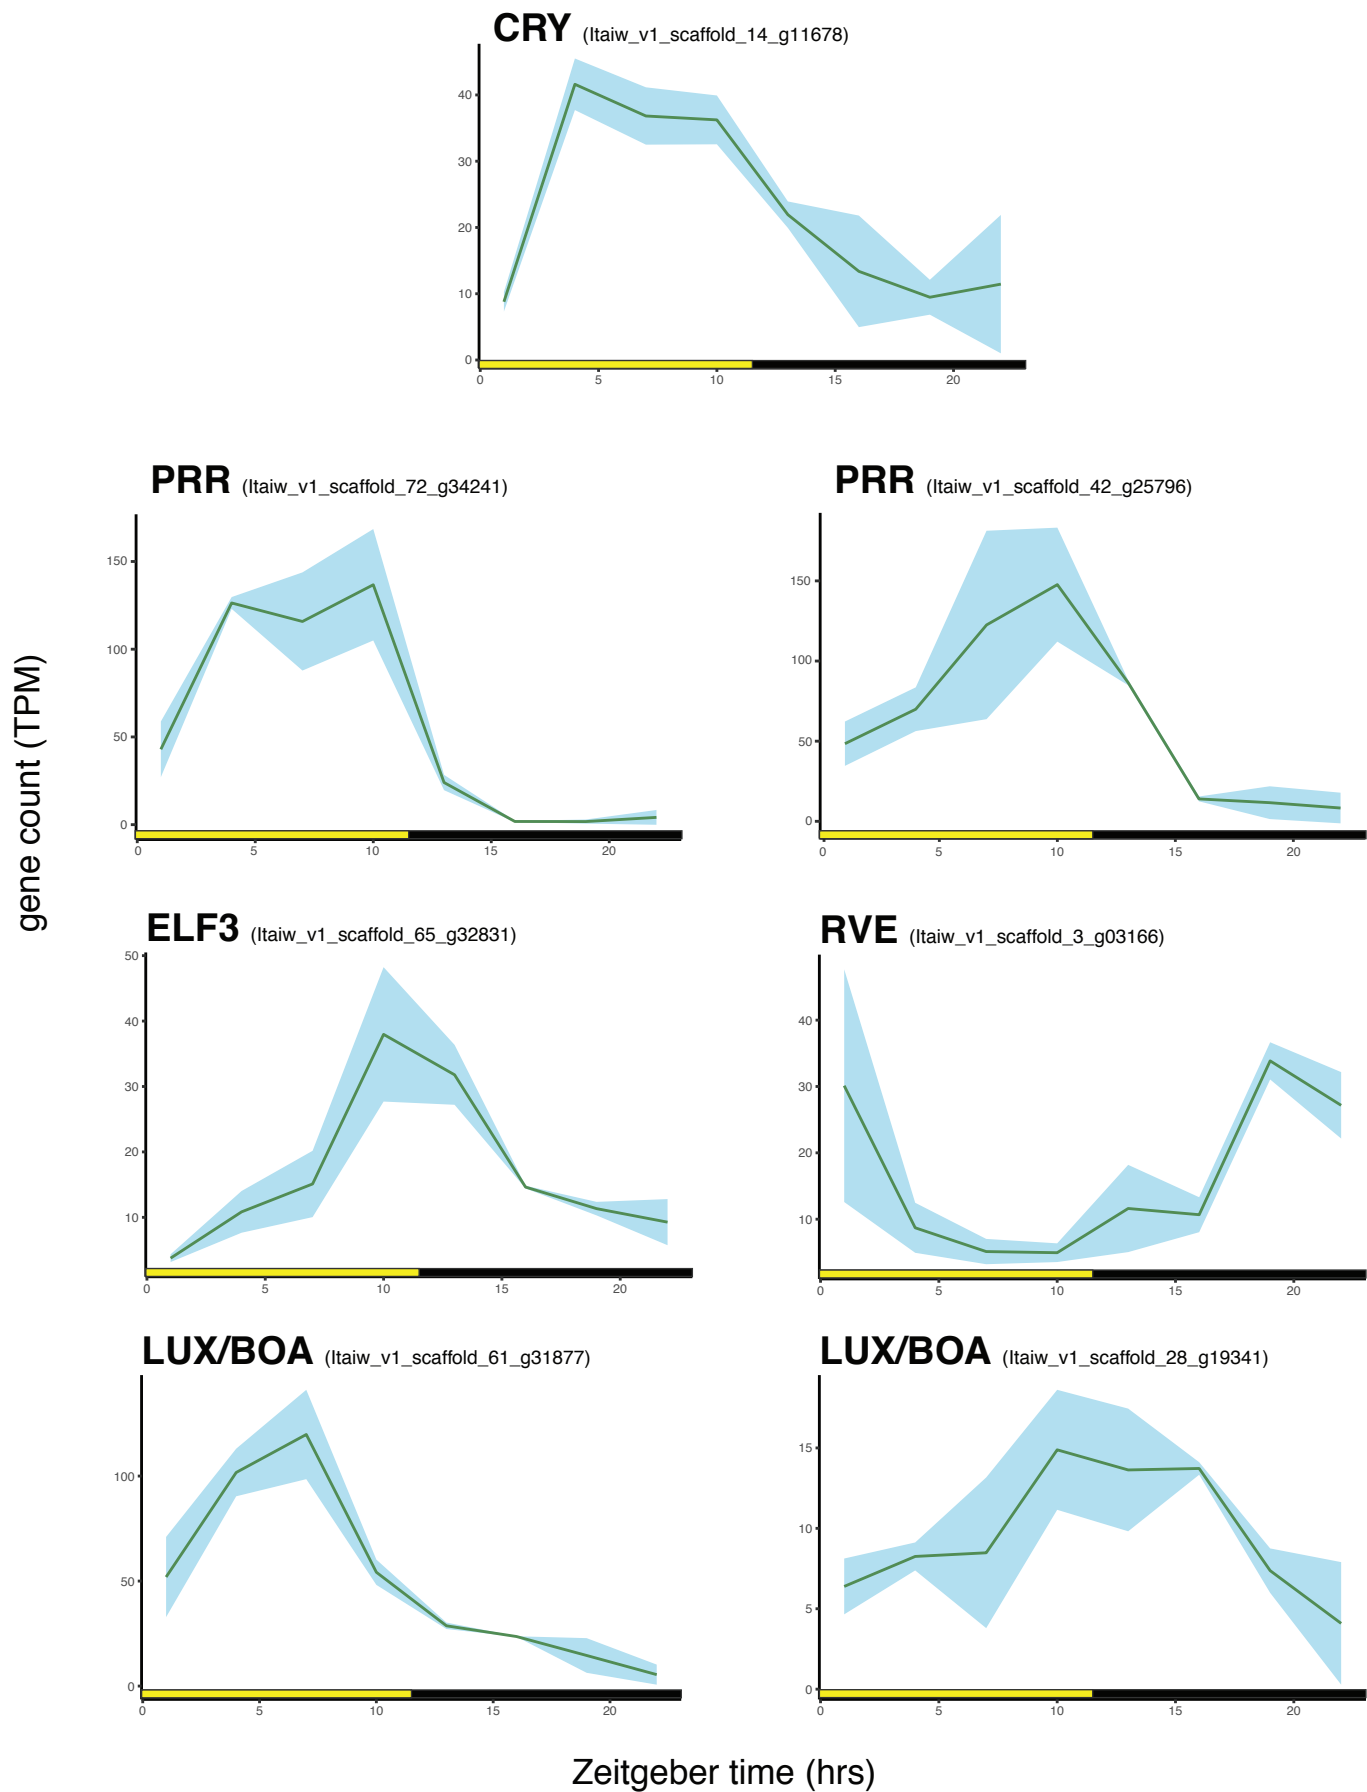 CRY (Itaiw_v1_scaffold_14_g11678)
40
30
20
10
0
0 5 10 15 20
gene count (TPM)
PRR (Itaiw_v1_scaffold_72_g34241)
150
100
50
0
0 5 10 15 20
PRR (Itaiw_v1_scaffold_42_g25796)
150
100
50
0
0 5 10 15 20
ELF3 (Itaiw_v1_scaffold_65_g32831)
50
40
30
20
10
0 5 10 15 20
RVE (Itaiw_v1_scaffold_3_g03166)
40
30
20
10
0 5 10 15 20
LUX/BOA (Itaiw_v1_scaffold_61_g31877)
100
50
0
0 5 10 15 20
LUX/BOA (Itaiw_v1_scaffold_28_g19341)
15
10
5
0
0 5 10 15 20
Zeitgeber time (hrs)